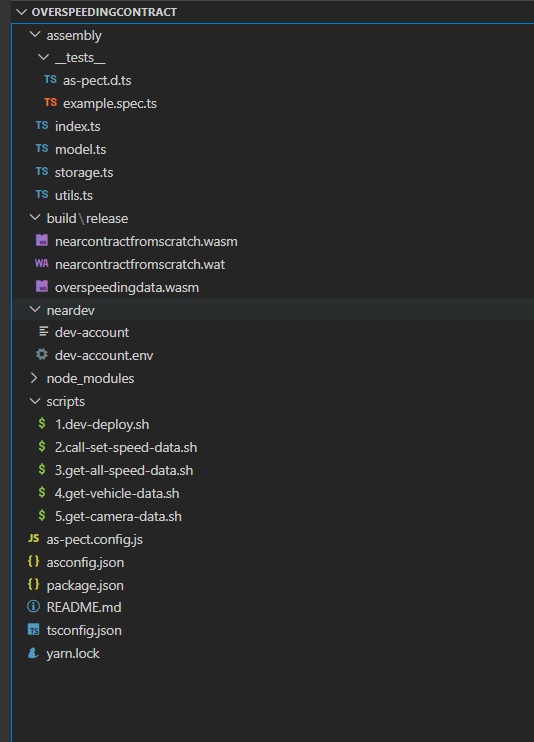 OVERSPEEDINGCONTRACT
assembly
__tests__
TS as-pect.d.ts
TS example.spec.ts
TS index.ts
TS model.ts
TS storage.ts
TS utils.ts
build\release
WA nearcontractfromscratch.wasm
WA nearcontractfromscratch.wat
WA overspeedingdata.wasm
neardev
dev-account
dev-account.env
node_modules
scripts
$ 1.dev-deploy.sh
$ 2.call-set-speed-data.sh
$ 3.get-all-speed-data.sh
$ 4.get-vehicle-data.sh
$ 5.get-camera-data.sh
JS as-pect.config.js
{} asconfig.json
{} package.json
README.md
TS tsconfig.json
yarn.lock